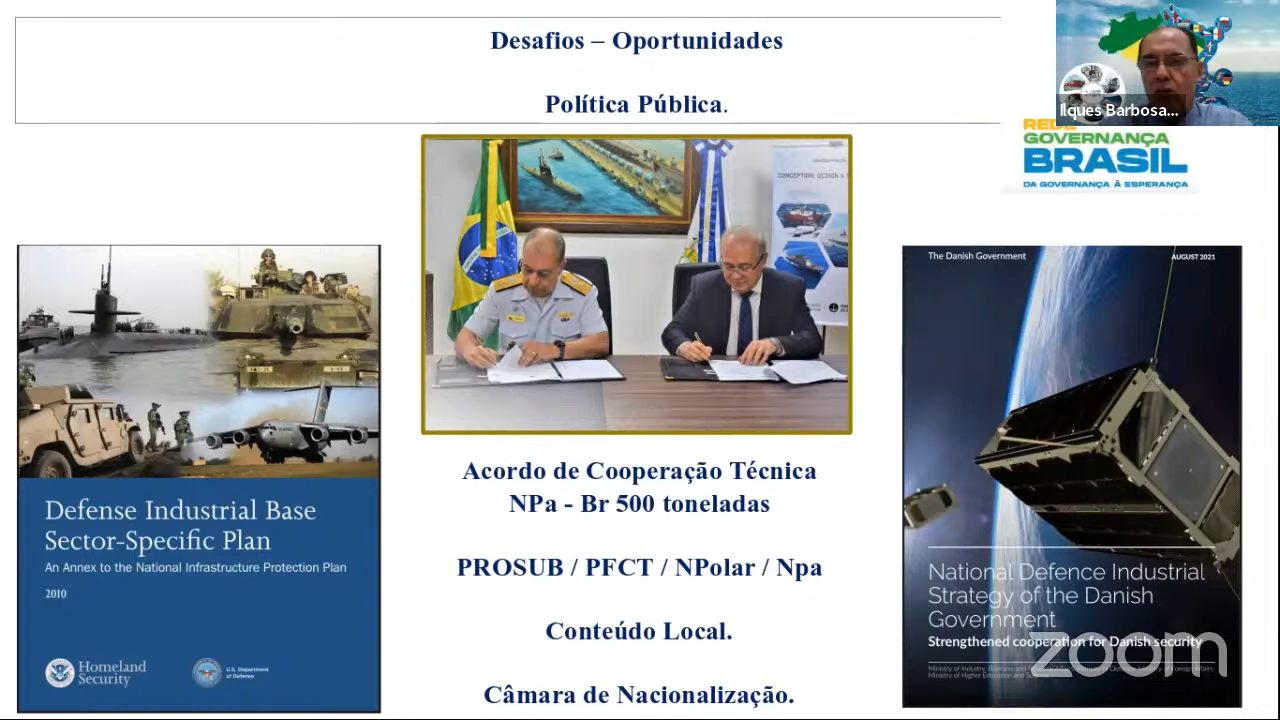 Desafios – Oportunidades
Política Pública.
Ilques Barbosa...
REDE
GOVERNANÇA
BRASIL
DA GOVERNANÇA À ESPERANÇA
CONCEPTION, DESIGN &
Defense Industrial Base
Sector-Specific Plan
An Annex to the National Infrastructure Protection Plan
2010
Homeland
Security
U.S. Department
of Defense
Acordo de Cooperação Técnica
NPa - Br 500 toneladas
PROSUB / PFCT / NPolar / Npa
Conteúdo Local.
Câmara de Nacionalização.
The Danish Government
AUGUST 2021
National Defence Industrial
Strategy of the Danish
Government
Strengthened cooperation for Danish security
zoom